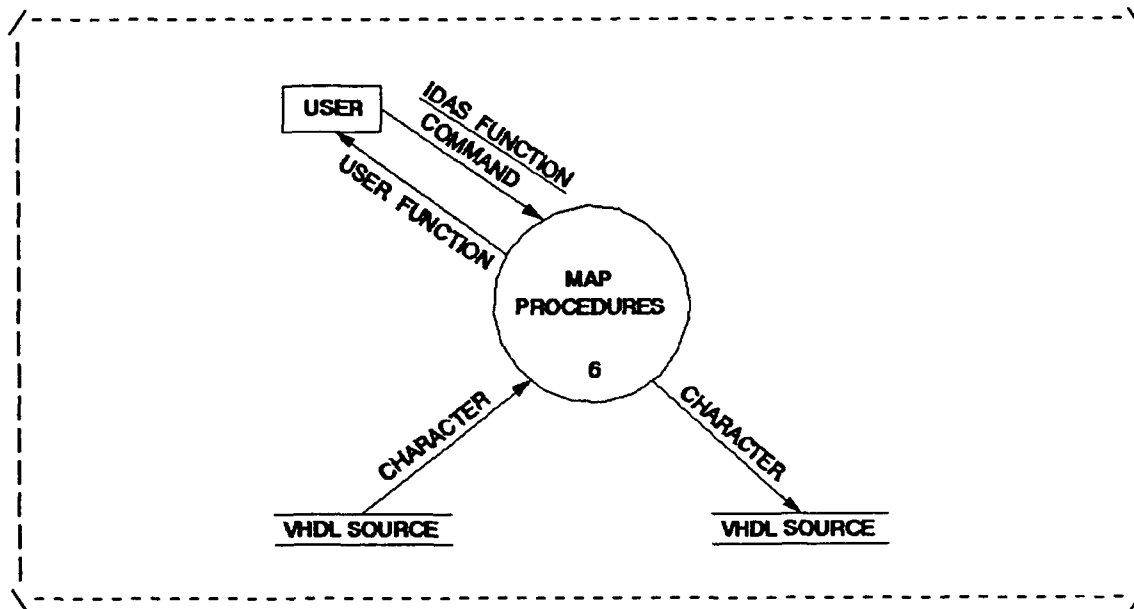 USER
IDAS FUNCTION
COMMAND
USER FUNCTION
MAP
PROCEDURES
6
CHARACTER
CHARACTER
VHDL SOURCE
VHDL SOURCE